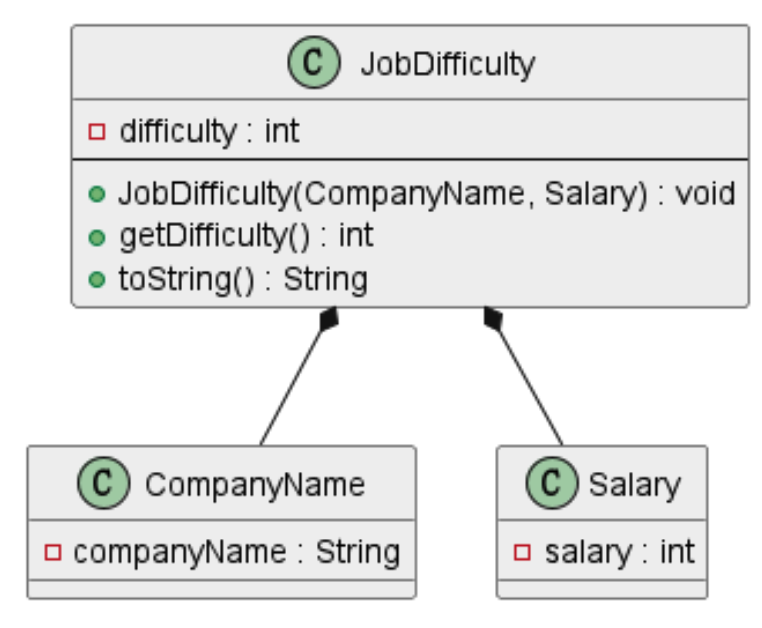 C JobDifficulty
difficulty : int
JobDifficulty(CompanyName, Salary) : void
getDifficulty() : int
toString() : String
C CompanyName
companyName : String
C Salary
salary : int